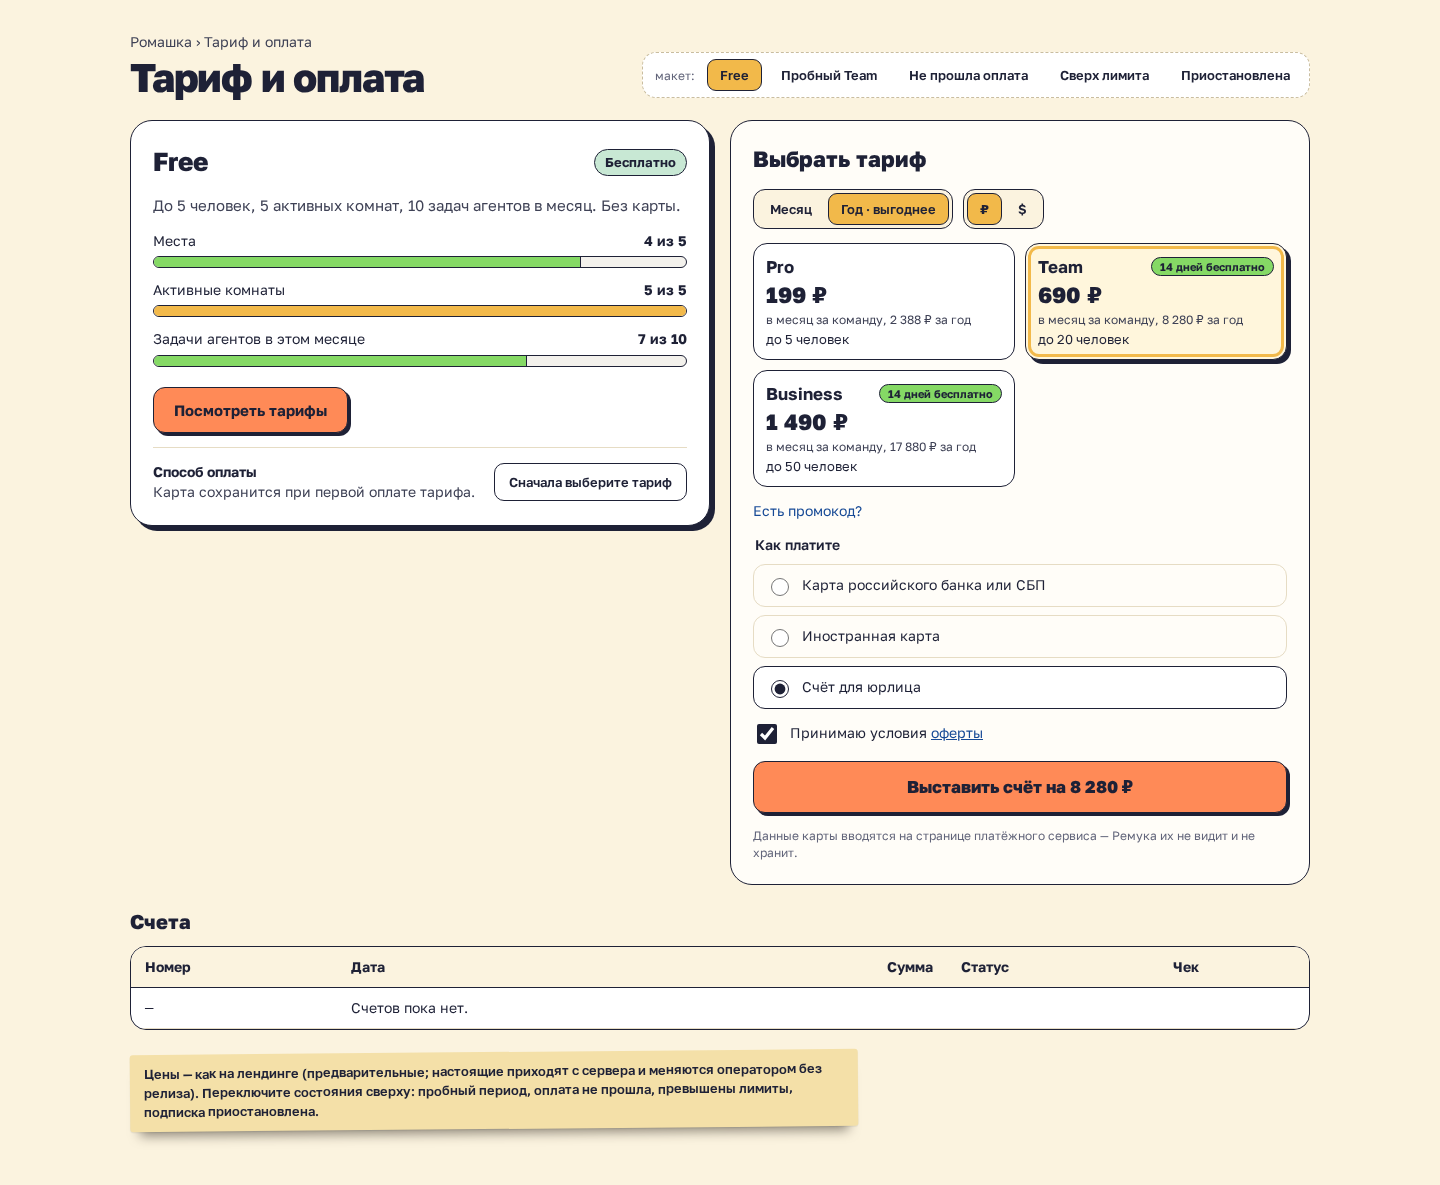 Ромашка › Тариф и оплата
Тариф и оплата
макет: Free Пробный Team Не прошла оплата Сверх лимита Приостановлена
Free
Бесплатно
До 5 человек, 5 активных комнат, 10 задач агентов в месяц. Без карты.
Места 4 из 5
Активные комнаты 5 из 5
Задачи агентов в этом месяце 7 из 10
Посмотреть тарифы
Способ оплаты
Карта сохранится при первой оплате тарифа.
Сначала выберите тариф
Выбрать тариф
Месяц Год · выгоднее ₽ $
Pro
199 ₽
в месяц за команду, 2 388 ₽ за год
до 5 человек
Team 14 дней бесплатно
690 ₽
в месяц за команду, 8 280 ₽ за год
до 20 человек
Business 14 дней бесплатно
1 490 ₽
в месяц за команду, 17 880 ₽ за год
до 50 человек
Есть промокод?
Как платите
Карта российского банка или СБП
Иностранная карта
Счёт для юрлица
Принимаю условия оферты
Выставить счёт на 8 280 ₽
Данные карты вводятся на странице платёжного сервиса — Ремука их не видит и не
хранит.
Счета
Номер Дата Сумма Статус Чек
— Счетов пока нет.
Цены — как на лендинге (предварительные; настоящие приходят с сервера и меняются оператором без
релиза). Переключите состояния сверху: пробный период, оплата не прошла, превышены лимиты,
подписка приостановлена.